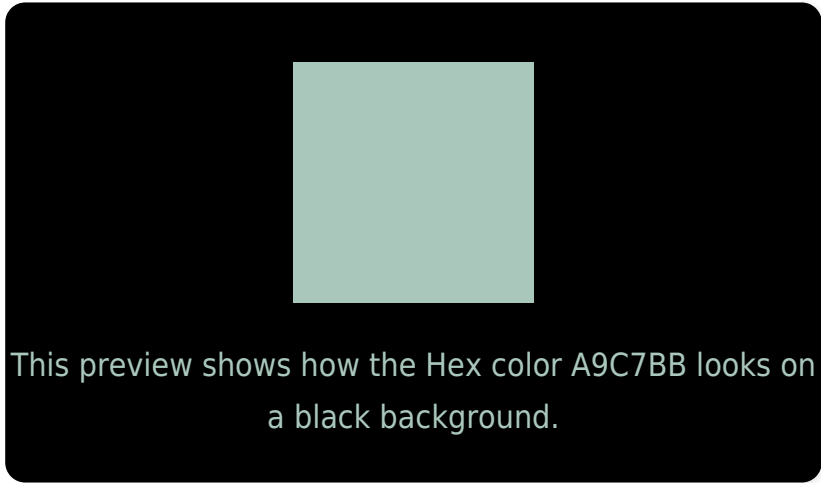 This preview shows how the Hex color A9C7BB looks on
a black background.